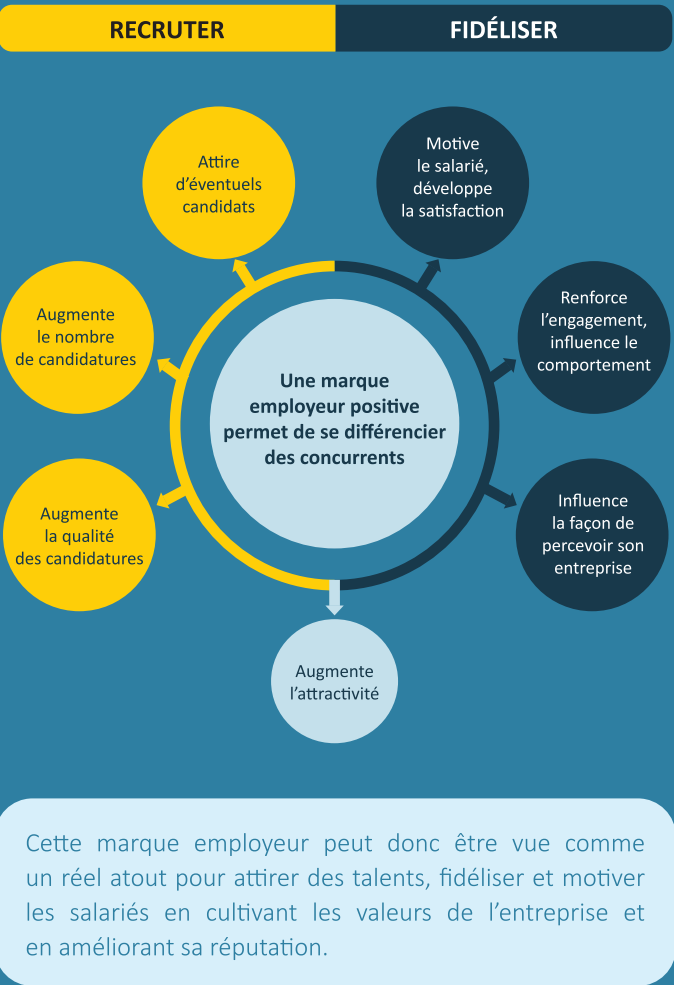 RECRUTER
FIDÉLISER
Attire
d'éventuels
candidats
Motive
le salarié,
développe
la satisfaction
Augmente
le nombre
de candidatures
Renforce
l'engagement,
influence le
comportement
Une marque
employeur positive
permet de se différencier
des concurrents
Augmente
la qualité
des candidatures
Influence
la façon de
percevoir son
entreprise
Augmente
l'attractivité
Cette marque employeur peut donc être vue comme
un réel atout pour attirer des talents, fidéliser et motiver
les salariés en cultivant les valeurs de l'entreprise et
en améliorant sa réputation.